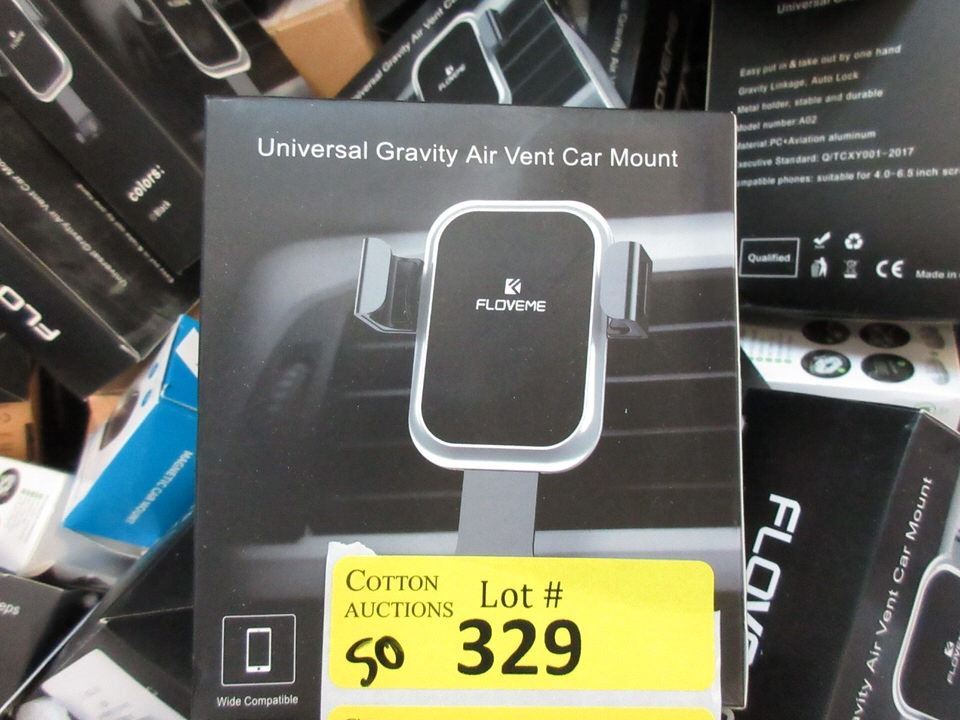 Universal Gravity Air Vent Car Mount
FLOVEME
Wide Compatible
COTTON
AUCTIONS
Lot #
50
329
Easy put in & take out by one hand
Gravity Linkage, Auto Lock
Metal holder, stable and durable
Model number: A02
Material:PC+Aviation aluminum
Executive Standard: Q/TCXY001-2017
suitable for 4.0-6.5 inch
Qualified
CE
Made in
colors:
Black
MAGNETIC CAR MOUNT
Air Vent Car Mount